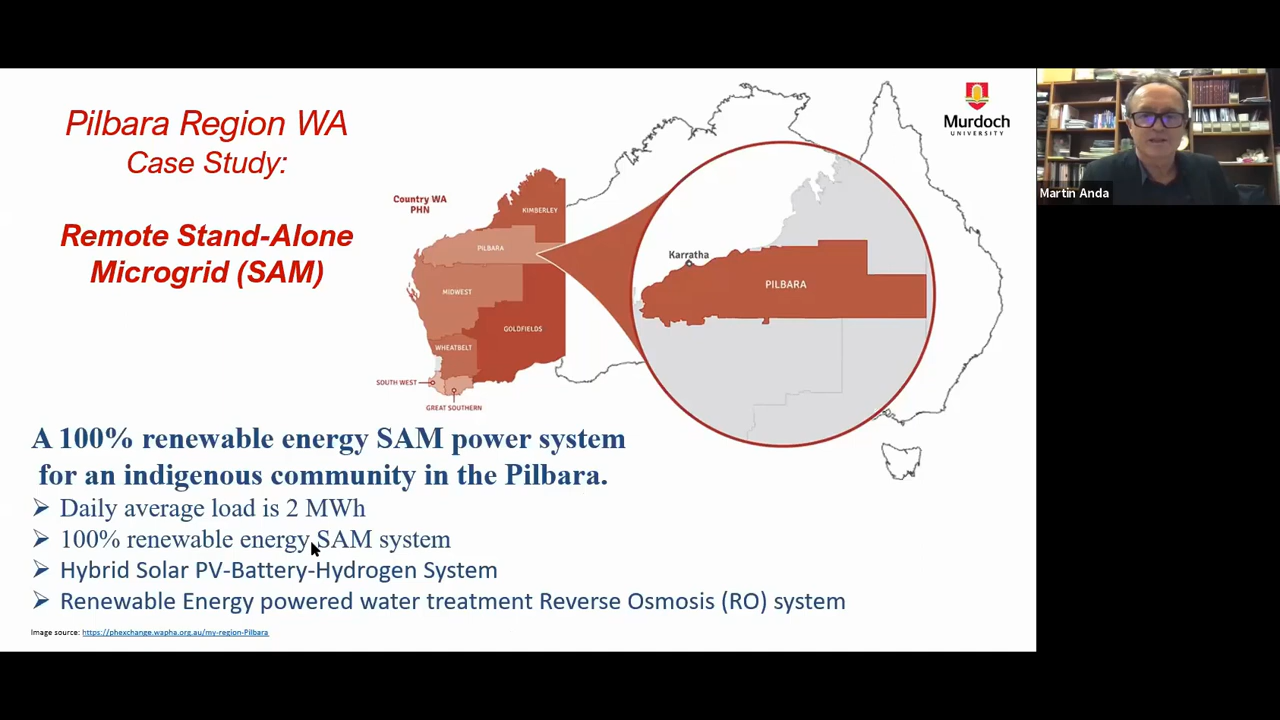 Pilbara Region WA
Case Study:
Remote Stand-Alone
Microgrid (SAM)
Country WA
PHN
KIMBERLEY
PILBARA
MIDWEST
GOLDFIELDS
WHEATBELT
SOUTH WEST
GREAT SOUTHERN
Karratha
PILBARA
Murdoch
UNIVERSITY
Martin Anda
A 100% renewable energy SAM power system
for an indigenous community in the Pilbara.
➢ Daily average load is 2 MWh
➢ 100% renewable energy SAM system
➢ Hybrid Solar PV-Battery-Hydrogen System
➢ Renewable Energy powered water treatment Reverse Osmosis (RO) system
Image source: https://phexchange.wapha.org.au/my-region-Pilbara